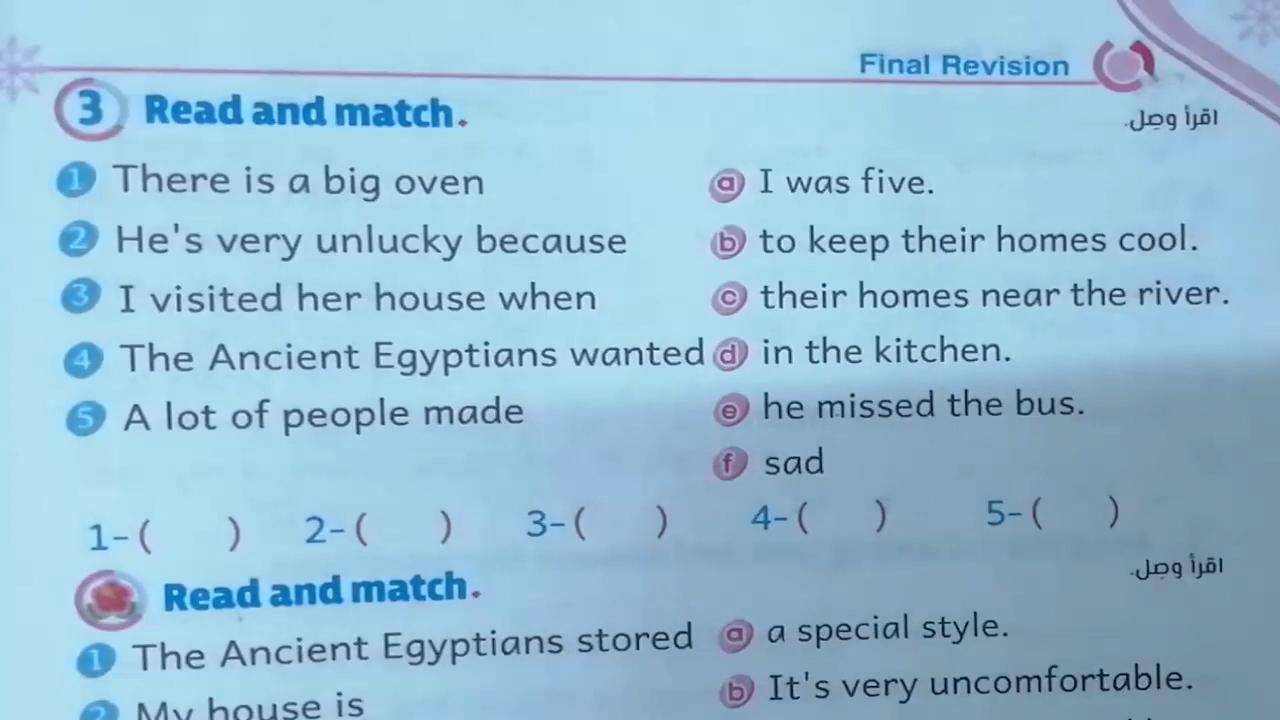 Final Revision
3 Read and match.
اقرأ وصل.
1 There is a big oven
a I was five.
2 He's very unlucky because
b to keep their homes cool.
3 I visited her house when
c their homes near the river.
4 The Ancient Egyptians wanted
d in the kitchen.
5 A lot of people made
e he missed the bus.
f sad
1-( ) 2-( ) 3-( ) 4-( ) 5-( )
Read and match.
اقرأ وصل.
1 The Ancient Egyptians stored
a a special style.
2 My house is
b It's very uncomfortable.